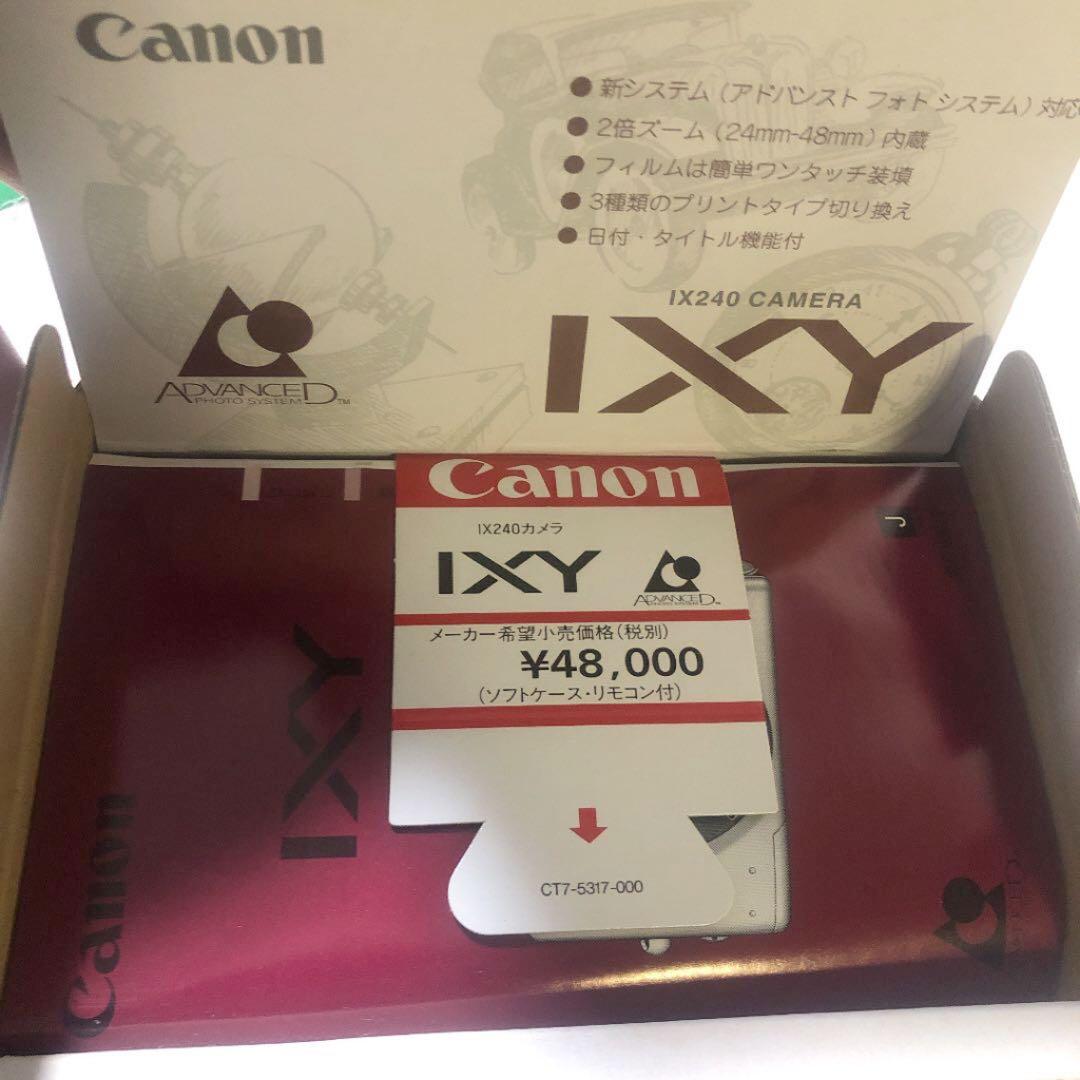 Canon
● 新システム（アドバンスト フォト システム）対応
● 2倍ズーム（24mm-48mm）内蔵
● フィルムは簡単ワンタッチ装填
● 3種類のプリントタイプ切り換え
● 日付・タイトル機能付
IX240 CAMERA
IXY
ADVANCED
PHOTO SYSTEM™
Canon
IX240カメラ
IXY
ADVANCED
PHOTO SYSTEM™
メーカー希望小売価格（税別）
¥48,000
（ソフトケース・リモコン付）
CT7-5317-000
J
IXY
Canon